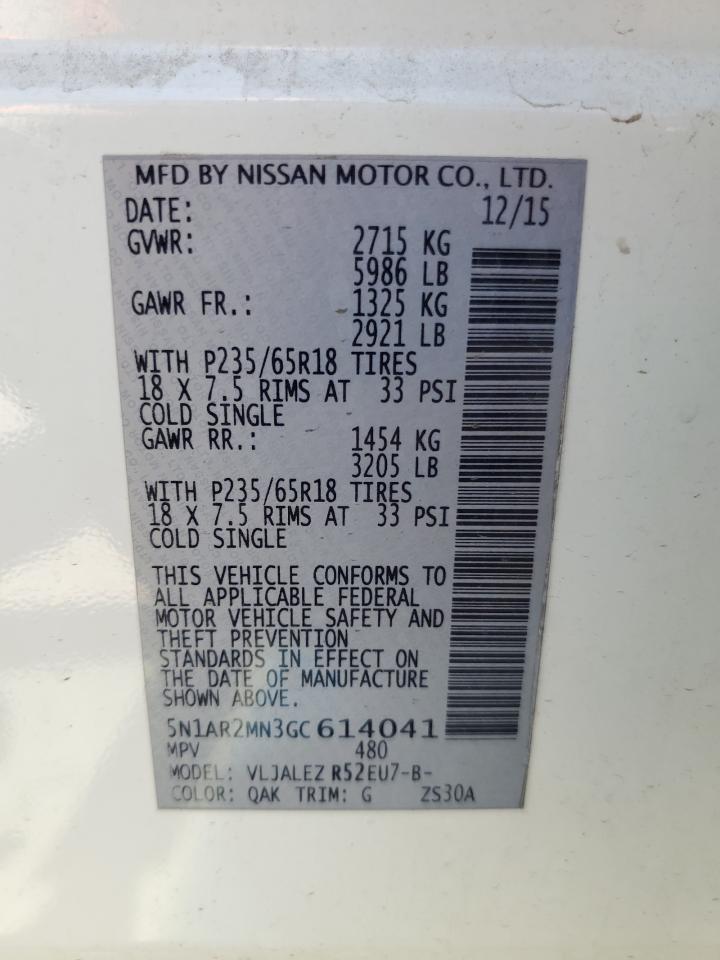 MFD BY NISSAN MOTOR CO., LTD.
DATE: 12/15
GVWR: 2715 KG
5986 LB
GAWR FR.: 1325 KG
2921 LB
WITH P235/65R18 TIRES
18 X 7.5 RIMS AT 33 PSI
COLD SINGLE
GAWR RR.: 1454 KG
3205 LB
WITH P235/65R18 TIRES
18 X 7.5 RIMS AT 33 PSI
COLD SINGLE
THIS VEHICLE CONFORMS TO
ALL APPLICABLE FEDERAL
MOTOR VEHICLE SAFETY AND
THEFT PREVENTION
STANDARDS IN EFFECT ON
THE DATE OF MANUFACTURE
SHOWN ABOVE.
5N1AR2MN3GC614041
MPV 480
MODEL: VLJALEZ R52EU7-B-
COLOR: QAK TRIM: G ZS30A